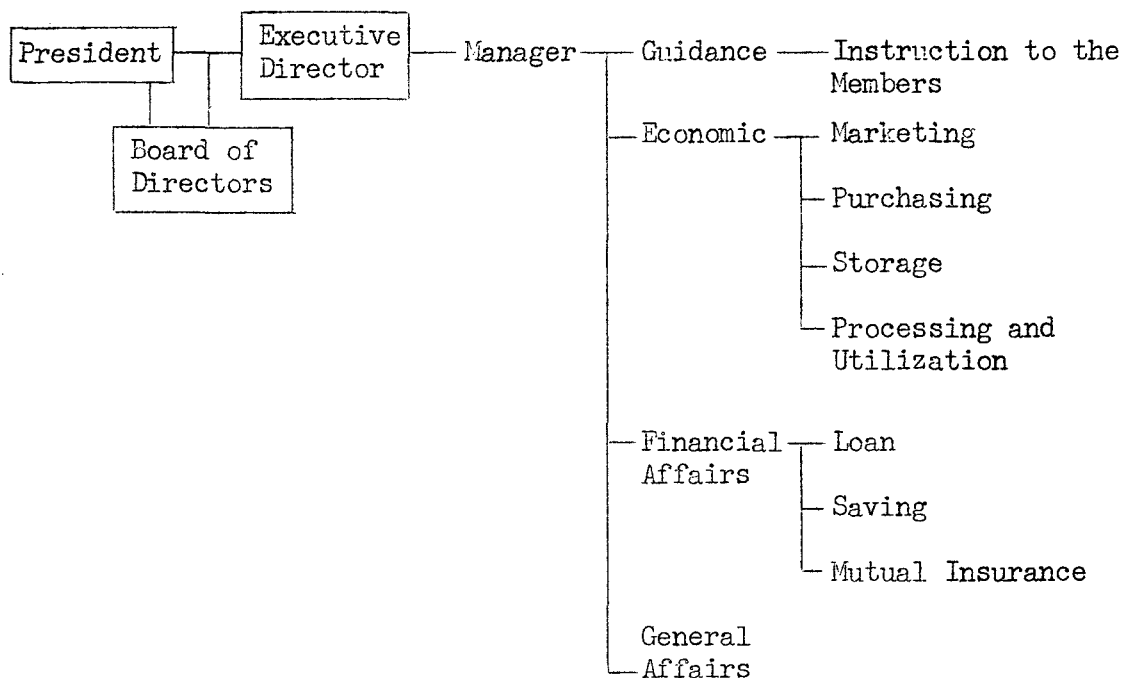 President
Executive
Director
Board of
Directors
Manager
Guidance
Instruction to the
Members
Economic
Marketing
Purchasing
Storage
Processing and
Utilization
Financial
Affairs
Loan
Saving
Mutual Insurance
General
Affairs